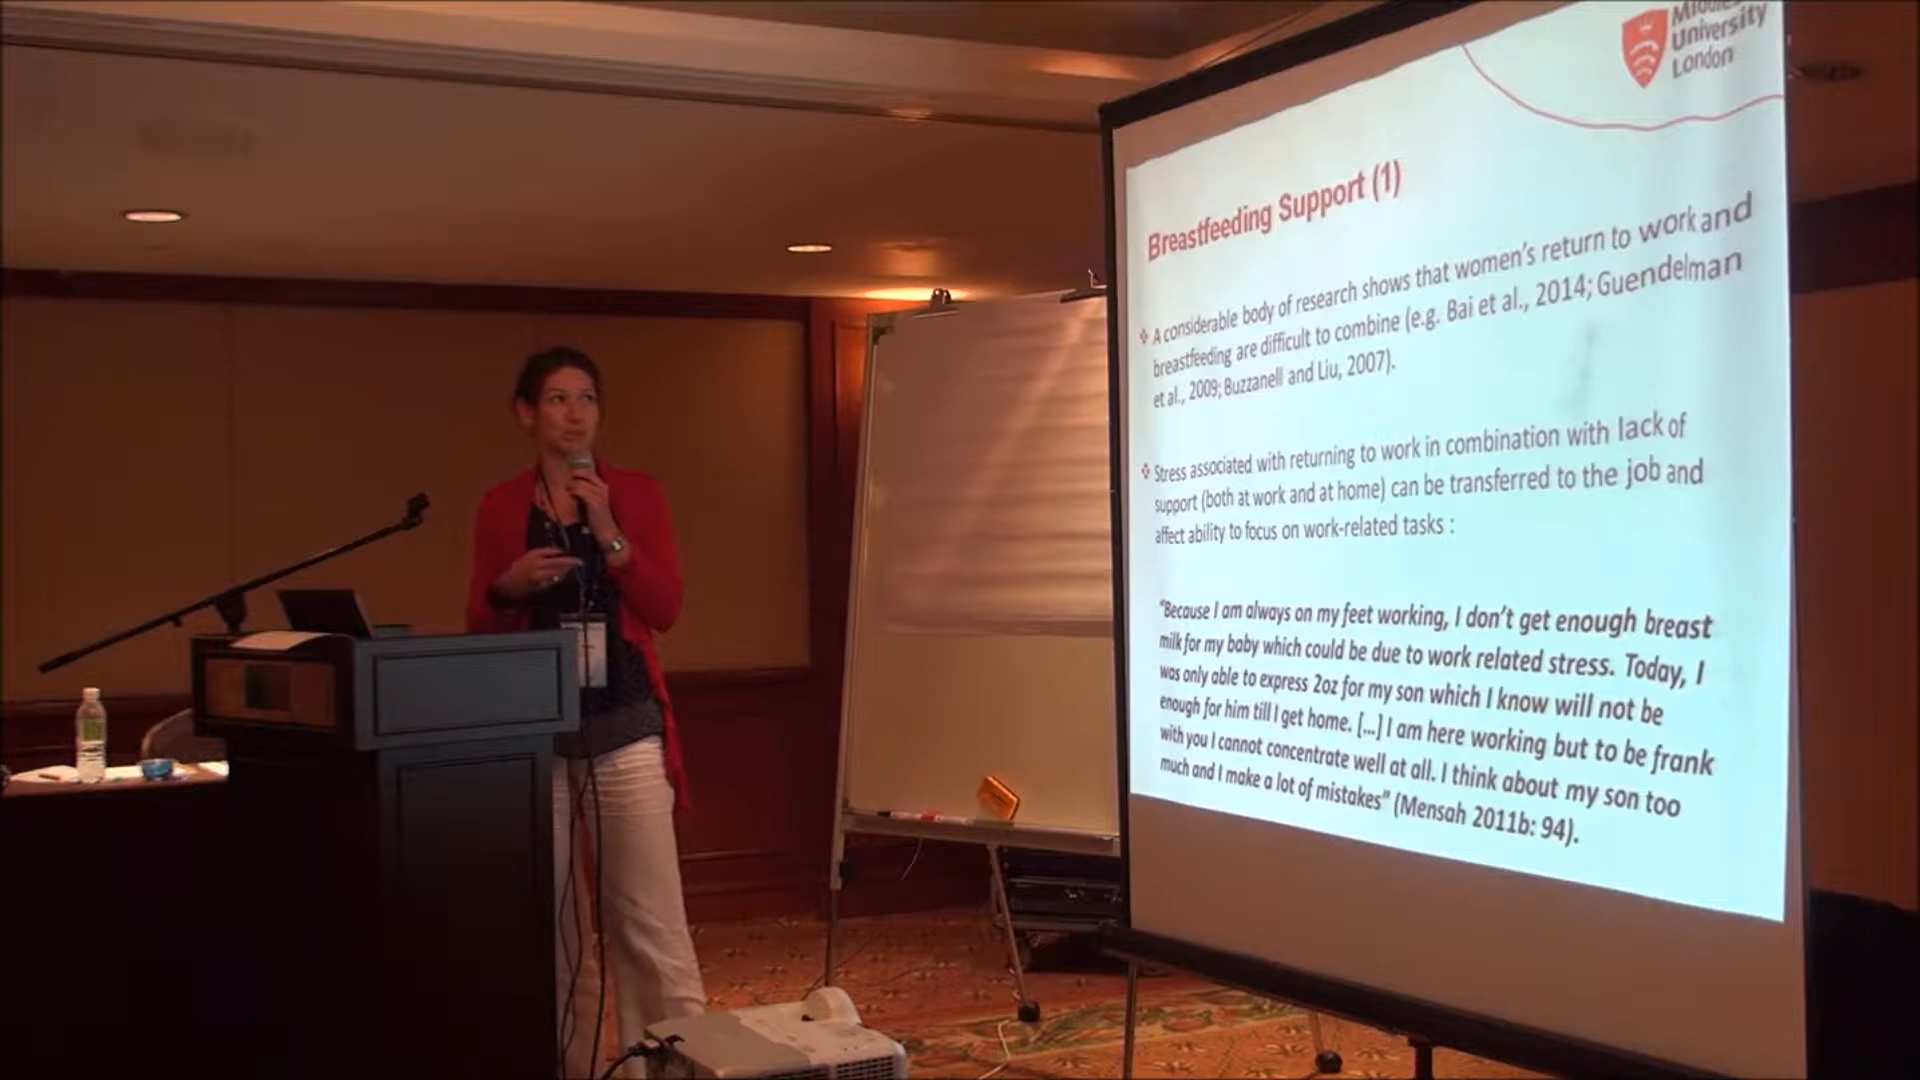 University
London
Breastfeeding Support (1)
A considerable body of research shows that women's return to work and
breastfeeding are difficult to combine (e.g. Bai et al., 2014; Guendelman
et al., 2009; Buzzanell and Liu, 2007).
Stress associated with returning to work in combination with lack of
support (both at work and at home) can be transferred to the job and
affect ability to focus on work-related tasks :
"Because I am always on my feet working, I don't get enough breast
milk for my baby which could be due to work related stress. Today, I
was only able to express 2oz for my son which I know will not be
enough for him till I get home. [...] I am here working but to be frank
with you I cannot concentrate well at all. I think about my son too
much and I make a lot of mistakes" (Mensah 2011b: 94).